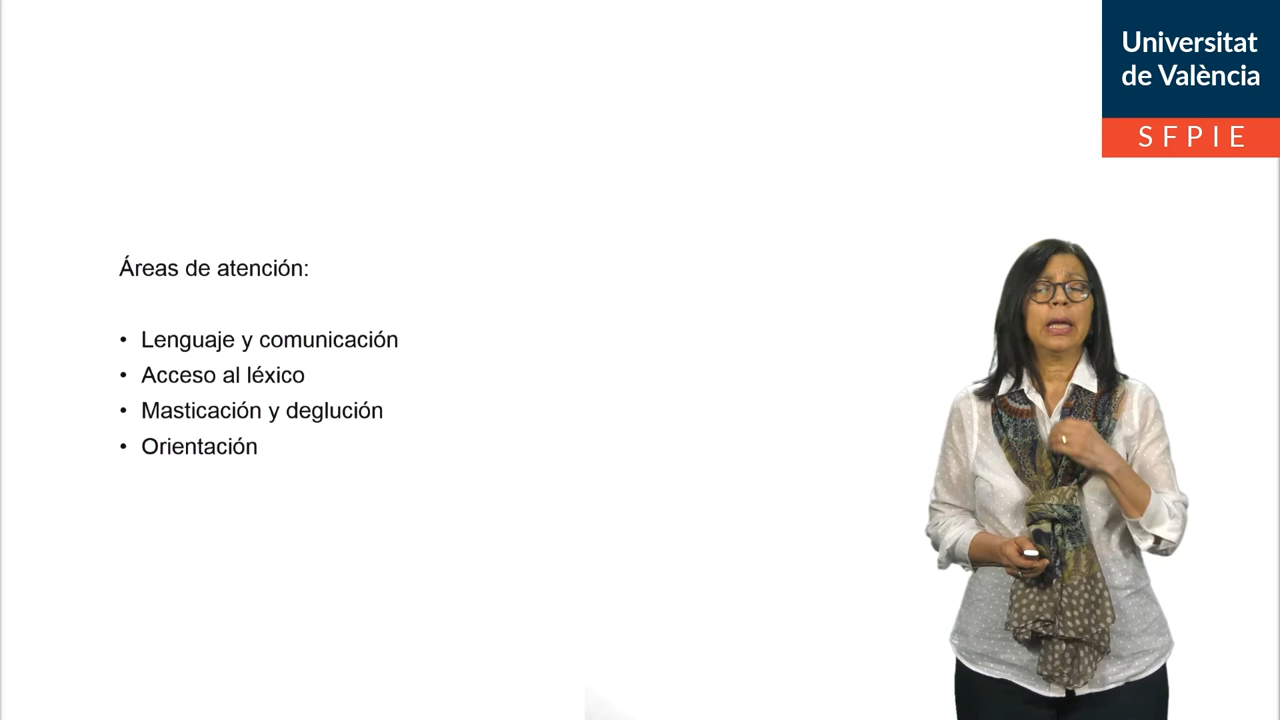 Universitat
de València
SFPIE
Áreas de atención:
• Lenguaje y comunicación
• Acceso al léxico
• Masticación y deglución
• Orientación